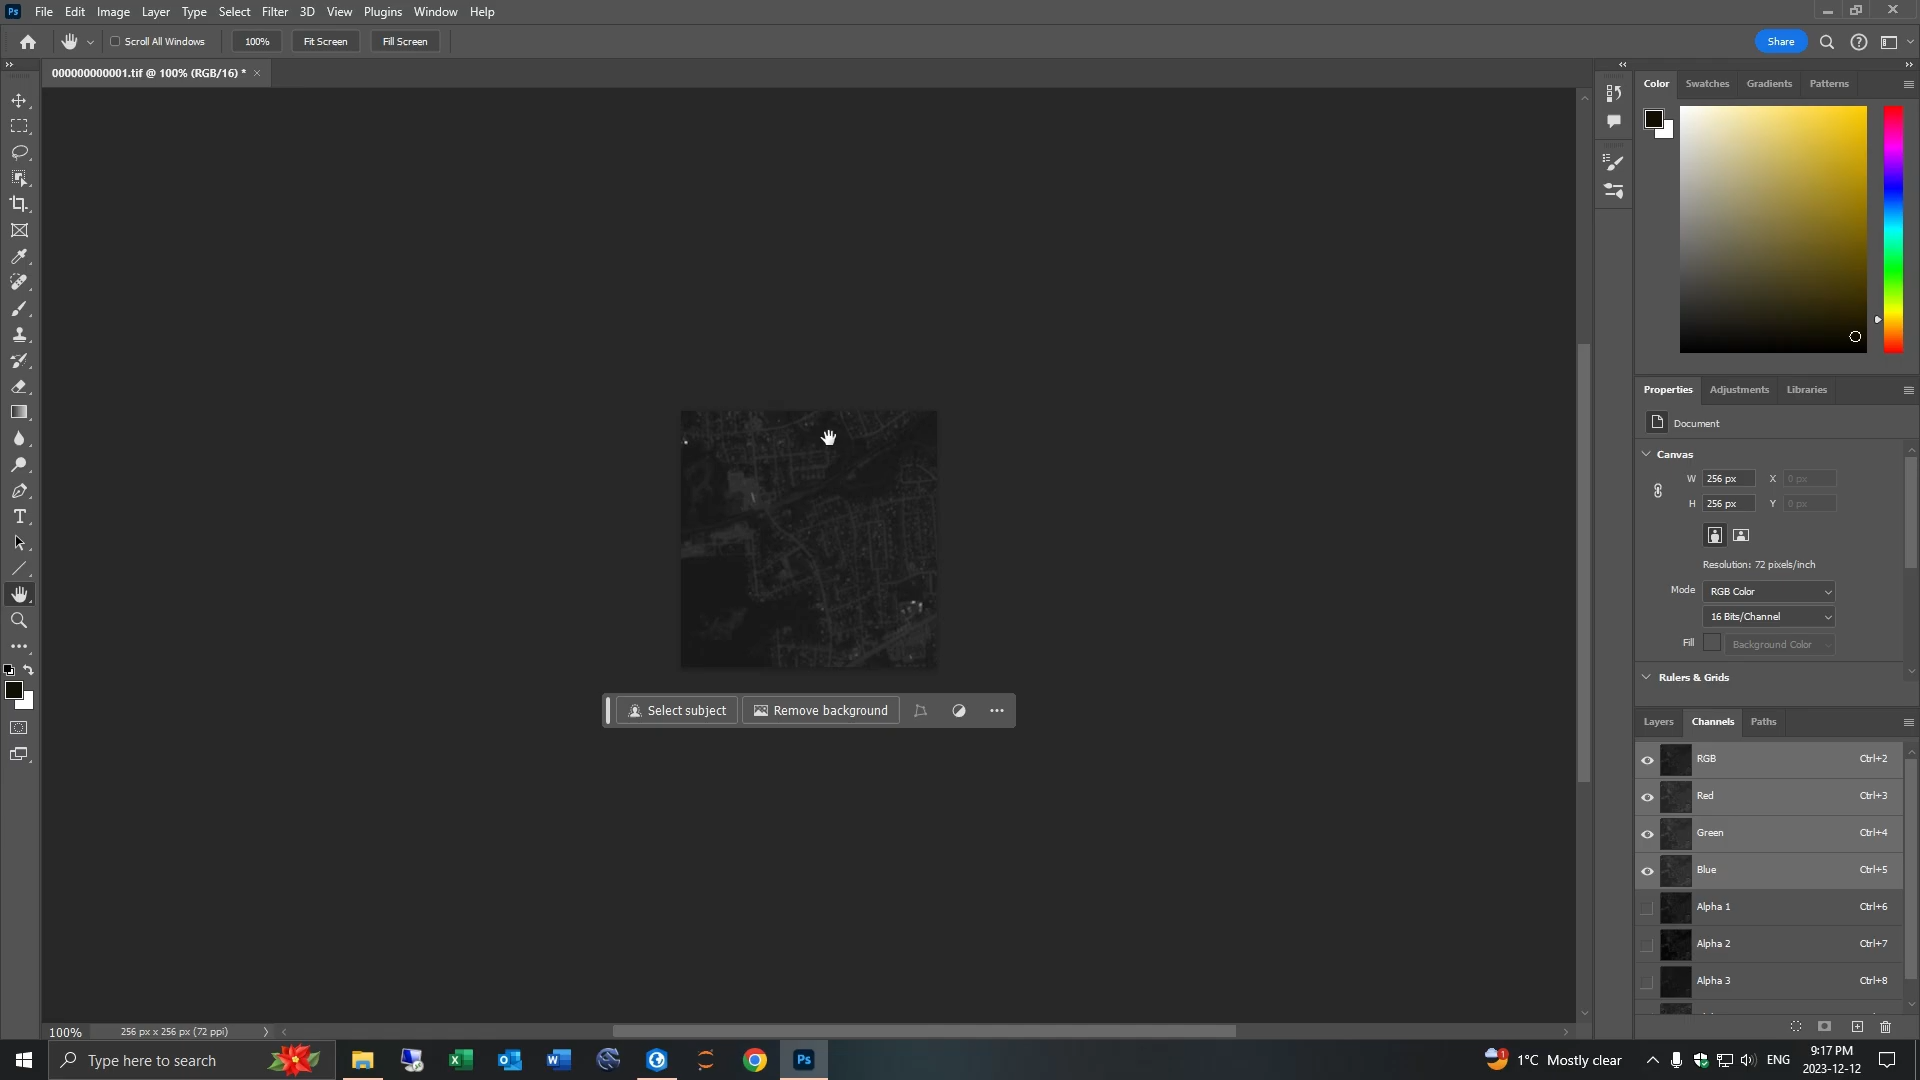 Ps File Edit Image Layer Type Select Filter 3D View Plugins Window Help
Scroll All Windows 100% Fit Screen Fill Screen Share
000000000001.tif @ 100% (RGB/16) *
Color Swatches Gradients Patterns
Properties Adjustments Libraries
Document
Canvas
W 256 px X 0 px
H 256 px Y 0 px
Resolution: 72 pixels/inch
Mode RGB Color
16 Bits/Channel
Fill Background Color
Rulers & Grids
Select subject Remove background
Layers Channels Paths
RGB Ctrl+2
Red Ctrl+3
Green Ctrl+4
Blue Ctrl+5
Alpha 1 Ctrl+6
Alpha 2 Ctrl+7
Alpha 3 Ctrl+8
100% 256 px x 256 px (72 ppi)
Type here to search
Ps
1°C Mostly clear
ENG
9:17 PM
2023-12-12